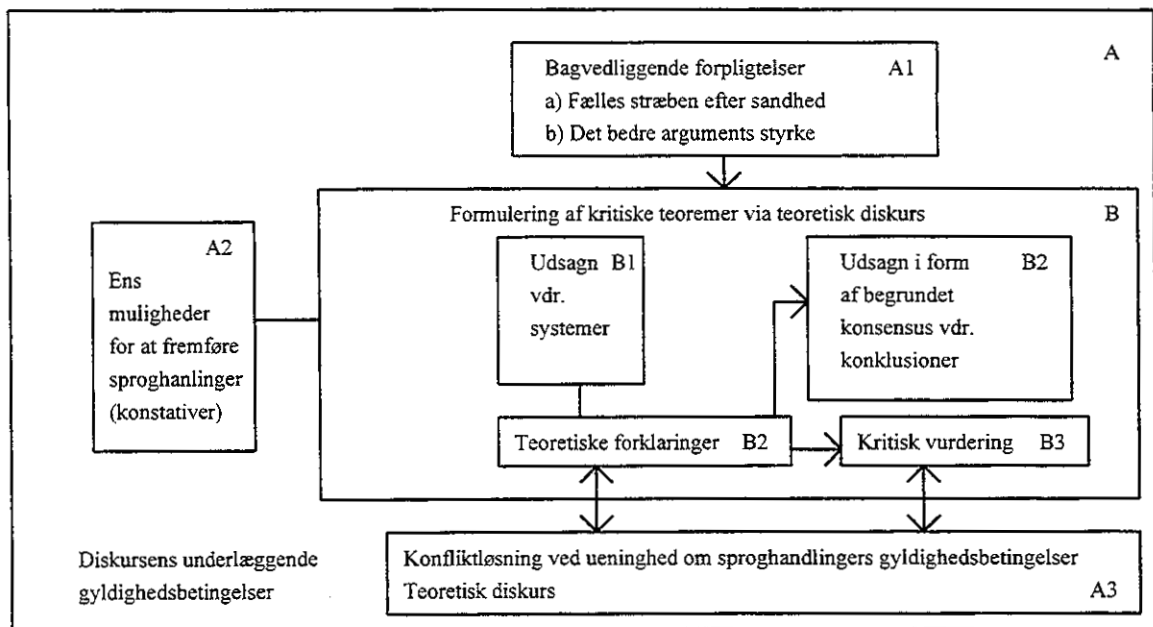 A
Bagvedliggende forpligtelser A1
a) Fælles stræben efter sandhed
b) Det bedre arguments styrke
Formulering af kritiske teoremer via teoretisk diskurs B
A2
Ens
muligheder
for at fremføre
sproghanlinger
(konstativer)
Udsagn B1
vdr.
systemer
Udsagn i form B2
af begrundet
konsensus vdr.
konklusioner
Teoretiske forklaringer B2
Kritisk vurdering B3
Diskursens underlæggende
gyldighedsbetingelser
Konfliktløsning ved uenighed om sproghandlingers gyldighedsbetingelser
Teoretisk diskurs
A3